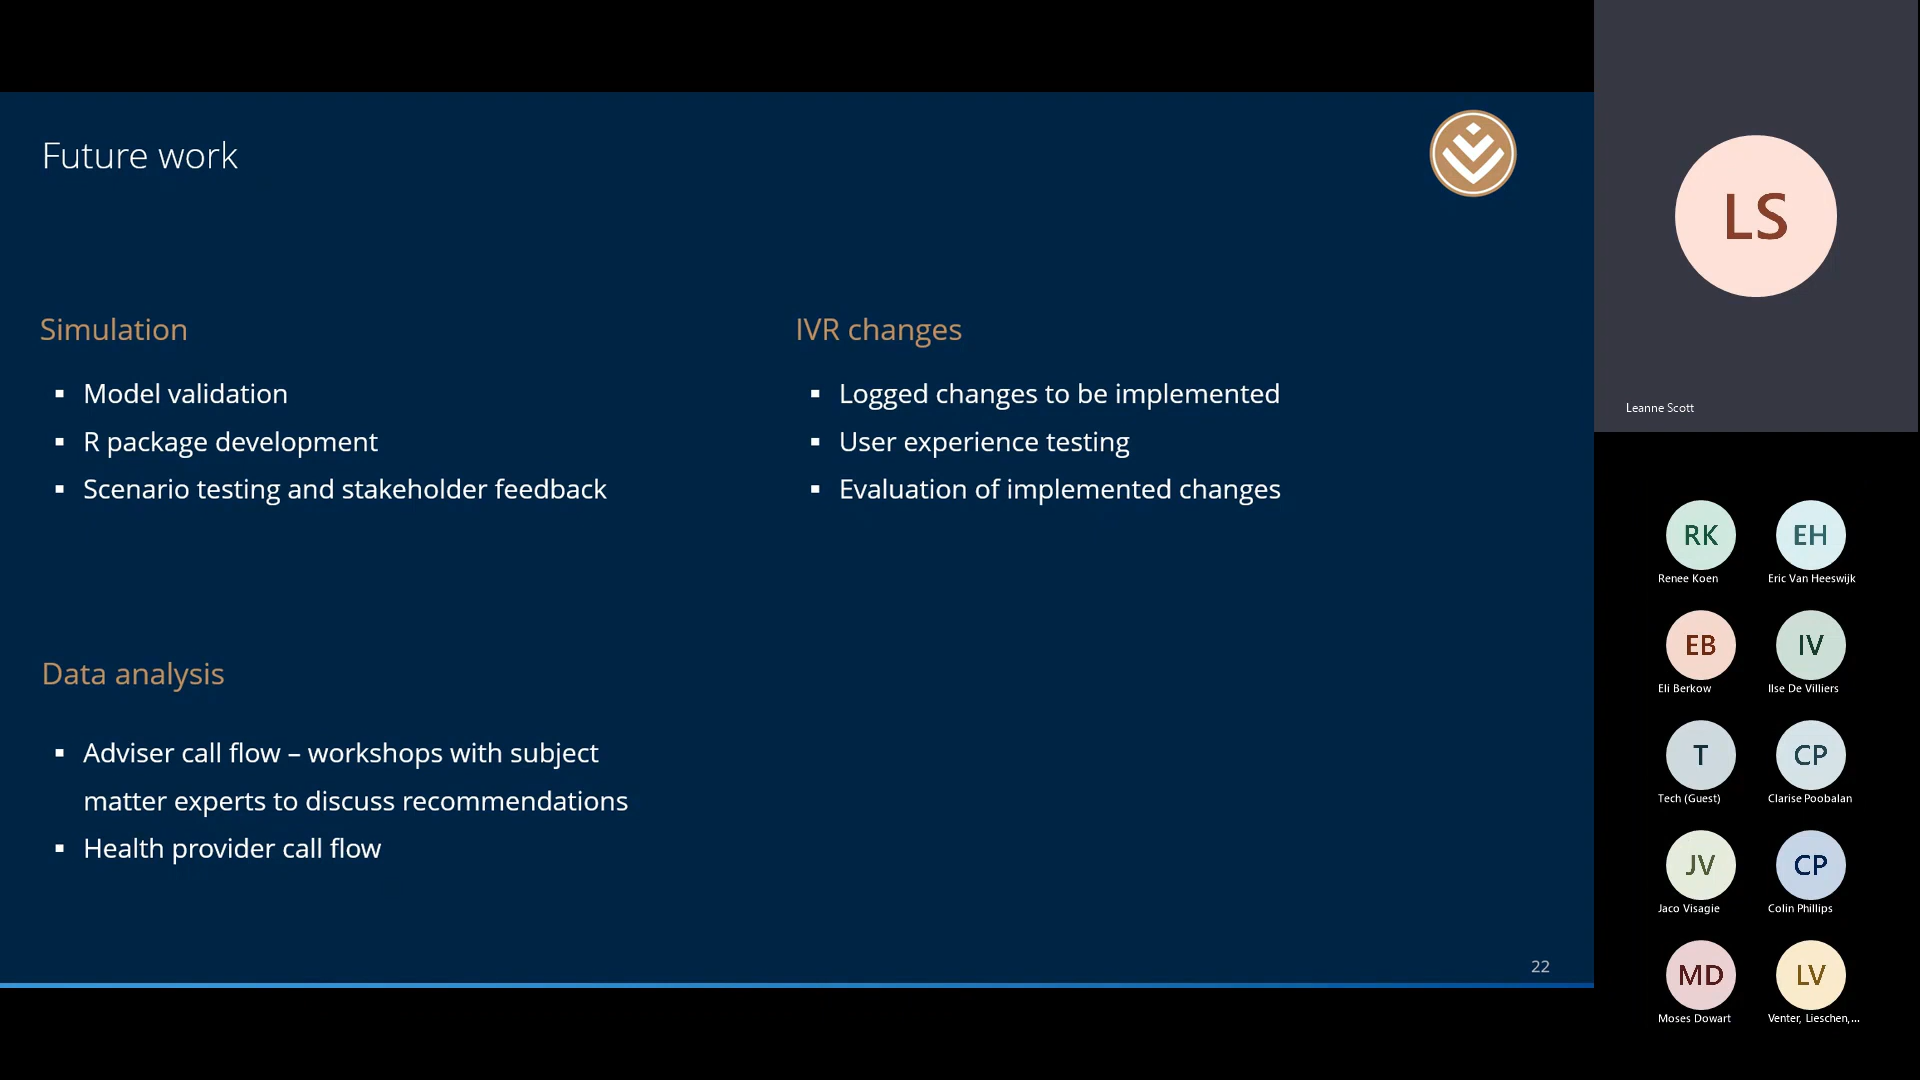 Future work
Simulation
▪ Model validation
▪ R package development
▪ Scenario testing and stakeholder feedback
IVR changes
▪ Logged changes to be implemented
▪ User experience testing
▪ Evaluation of implemented changes
Data analysis
▪ Adviser call flow – workshops with subject
matter experts to discuss recommendations
▪ Health provider call flow
22
LS
Leanne Scott
RK
Renee Koen
EH
Eric Van Heeswijk
EB
Eli Berkow
IV
Ilse De Villiers
T
Tech (Guest)
CP
Clarise Poobalan
JV
Jaco Visagie
CP
Colin Phillips
MD
Moses Dowart
LV
Venter, Lieschen,...